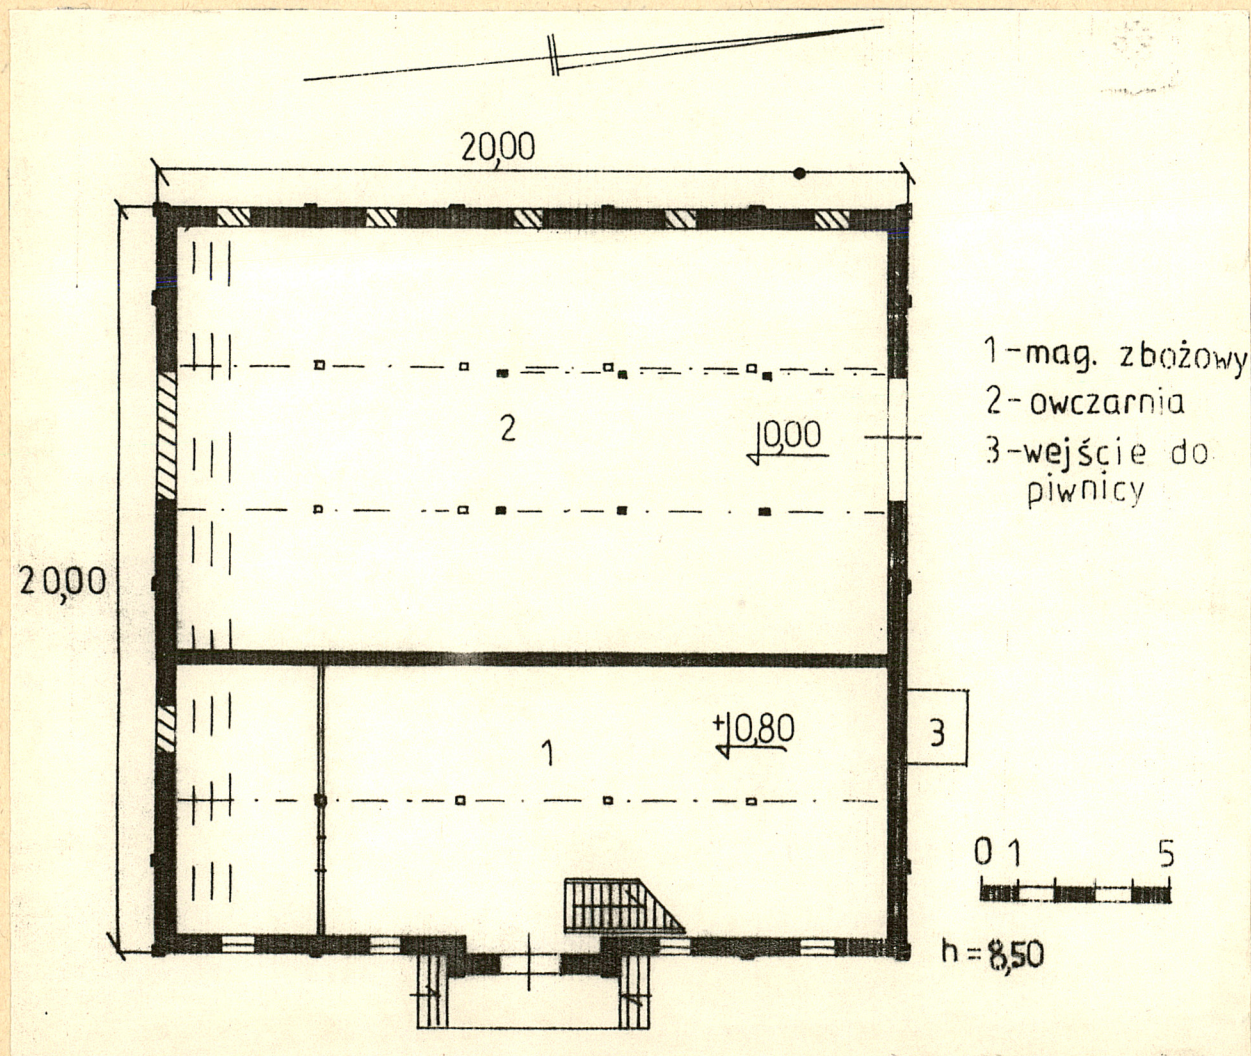 20,00
1-mag. zbożowy
2-owczarnia
3-wejście do
piwnicy
2
0,00
20,00
+0,80
1
3
0 1 5
h=8,50